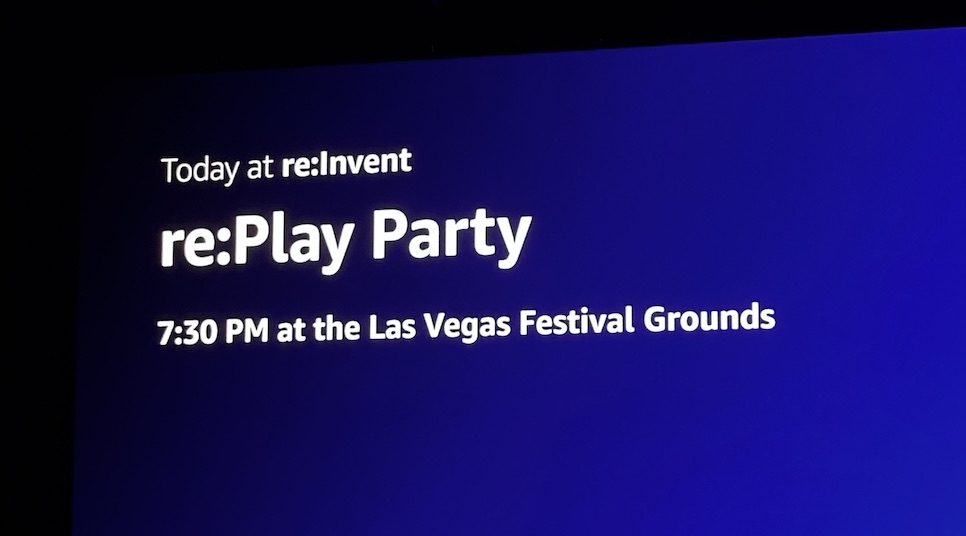 Today at re:Invent
re:Play Party
7:30 PM at the Las Vegas Festival Grounds